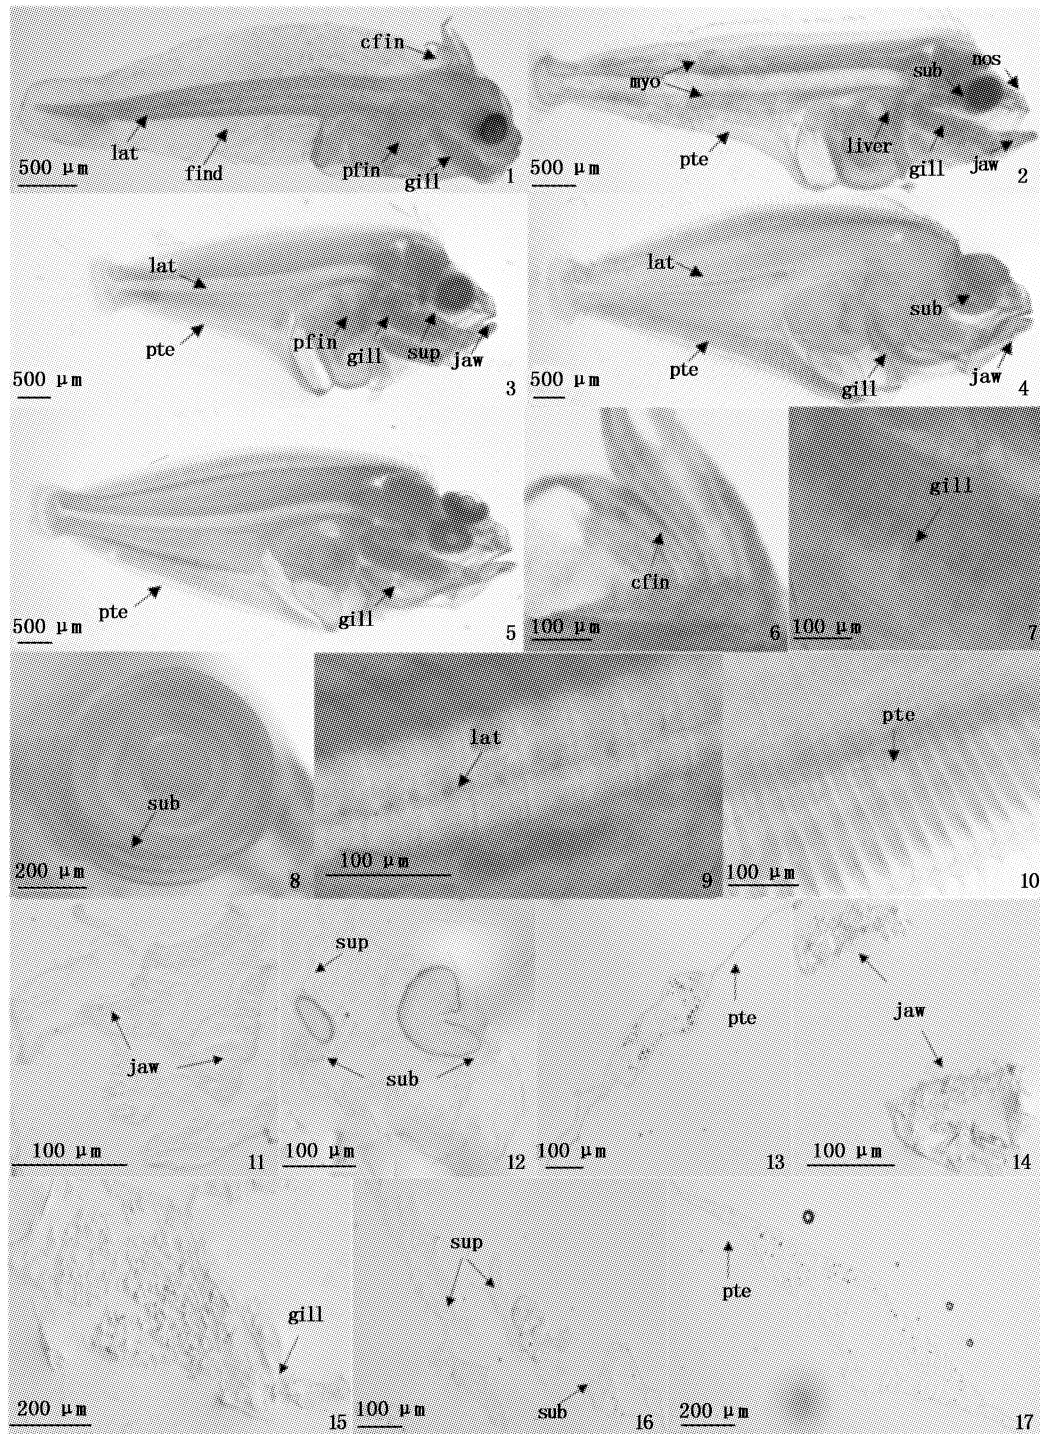 cfin
lat
find
pfin
gill
500 μm
1
myo
sub
nos
pte
liver
gill
jaw
500 μm
2
lat
pte
pfin
gill
sup
jaw
500 μm
3
lat
sub
pte
gill
jaw
500 μm
4
pte
gill
500 μm
5
cfin
100 μm
6
gill
100 μm
7
sub
200 μm
8
lat
100 μm
9
pte
100 μm
10
jaw
100 μm
11
sup
sub
100 μm
12
pte
100 μm
13
jaw
100 μm
14
gill
200 μm
15
sup
sub
100 μm
16
pte
200 μm
17